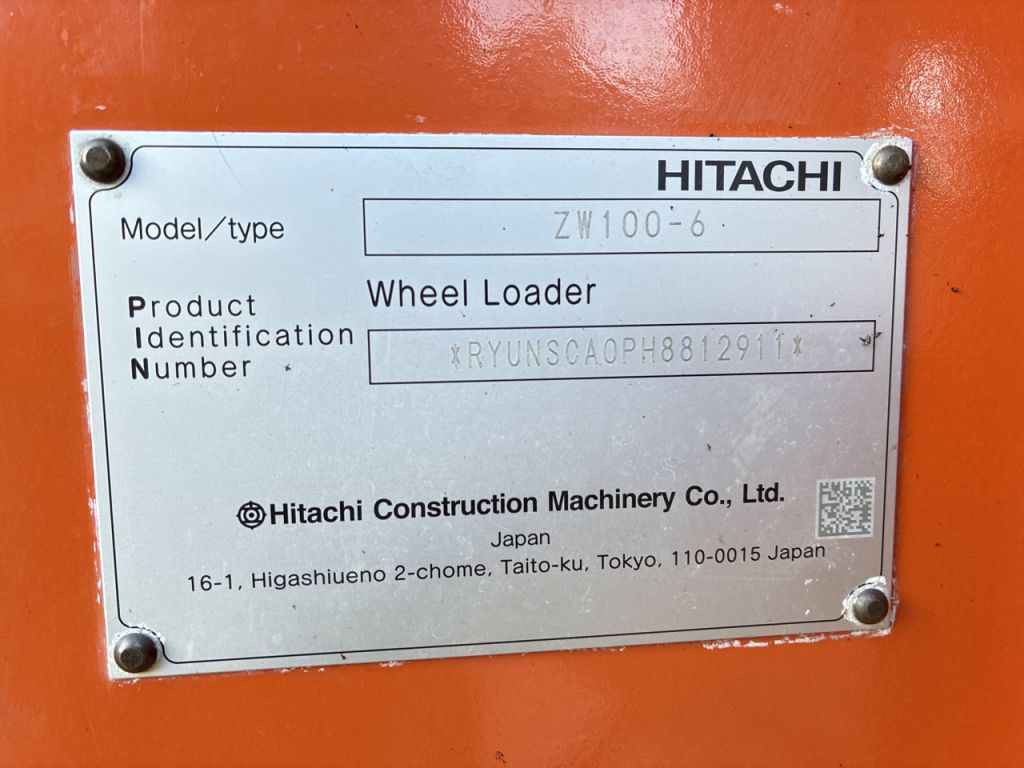 HITACHI
Model/type ZW100-6
Wheel Loader
Product
Identification
Number *RYUNSCA0PH8812911*
Hitachi Construction Machinery Co., Ltd.
Japan
16-1, Higashiueno 2-chome, Taito-ku, Tokyo, 110-0015 Japan